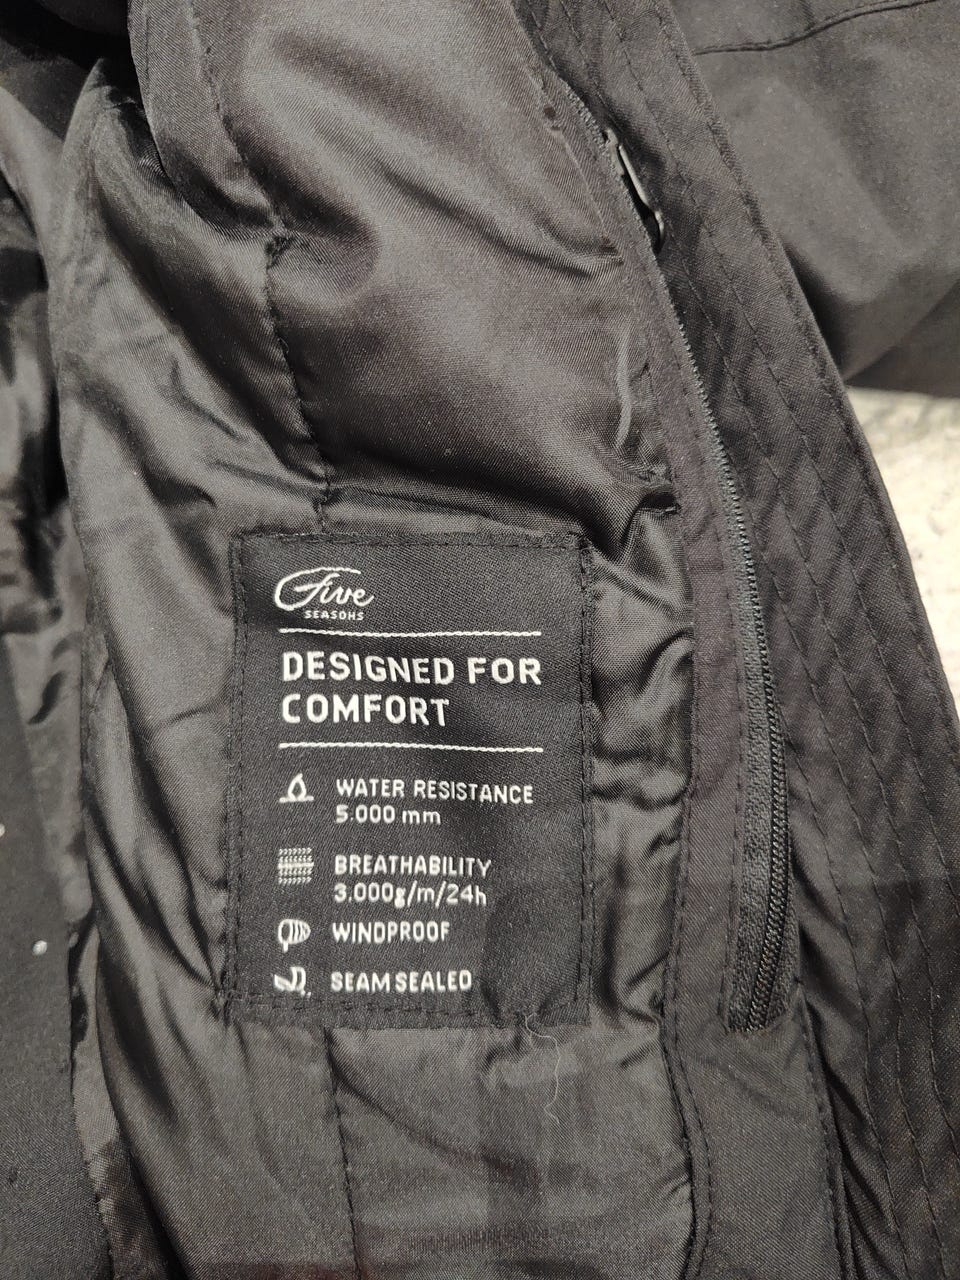 Five
SEASONS
DESIGNED FOR
COMFORT
WATER RESISTANCE
5.000 mm
BREATHABILITY
3.000g/m/24h
WINDPROOF
SEAM SEALED